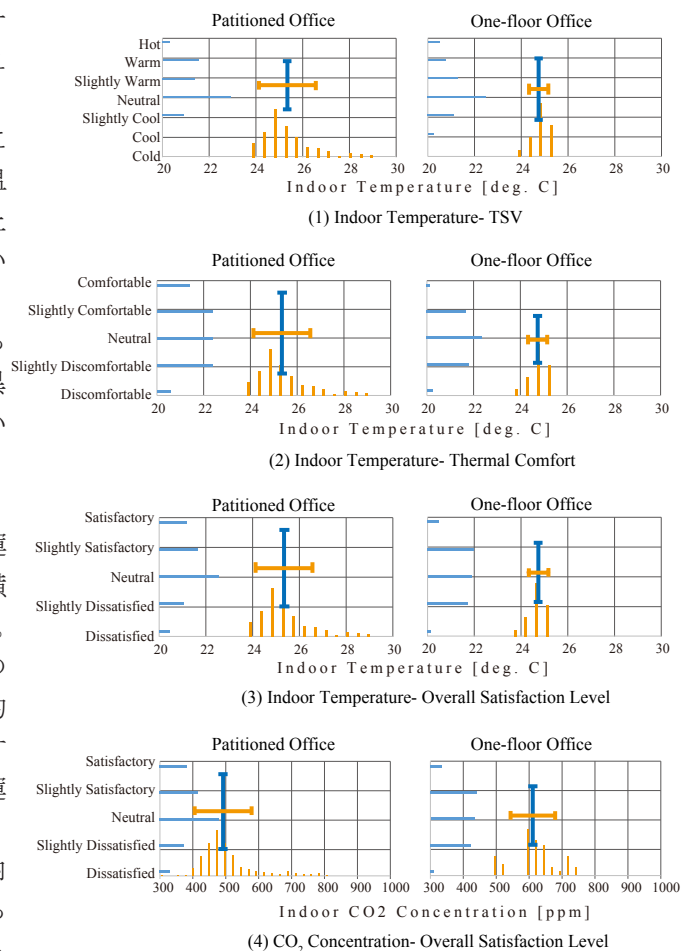 Patitioned Office One-floor Office
Hot
Warm
Slightly Warm
Neutral
Slightly Cool
Cool
Cold
20 22 24 26 28 30 20 22 24 26 28 30
Indoor Temperature [deg. C]
(1) Indoor Temperature- TSV
Patitioned Office One-floor Office
Comfortable
Slightly Comfortable
Neutral
Slightly Discomfortable
Discomfortable
20 22 24 26 28 30 20 22 24 26 28 30
Indoor Temperature [deg. C]
(2) Indoor Temperature- Thermal Comfort
Patitioned Office One-floor Office
Satisfactory
Slightly Satisfactory
Neutral
Slightly Dissatisfied
Dissatisfied
20 22 24 26 28 30 20 22 24 26 28 30
Indoor Temperature [deg. C]
(3) Indoor Temperature- Overall Satisfaction Level
Patitioned Office One-floor Office
Satisfactory
Slightly Satisfactory
Neutral
Slightly Dissatisfied
Dissatisfied
300 400 500 600 700 800 900 1000 300 400 500 600 700 800 900 1000
Indoor CO2 Concentration [ppm]
(4) CO₂ Concentration- Overall Satisfaction Level